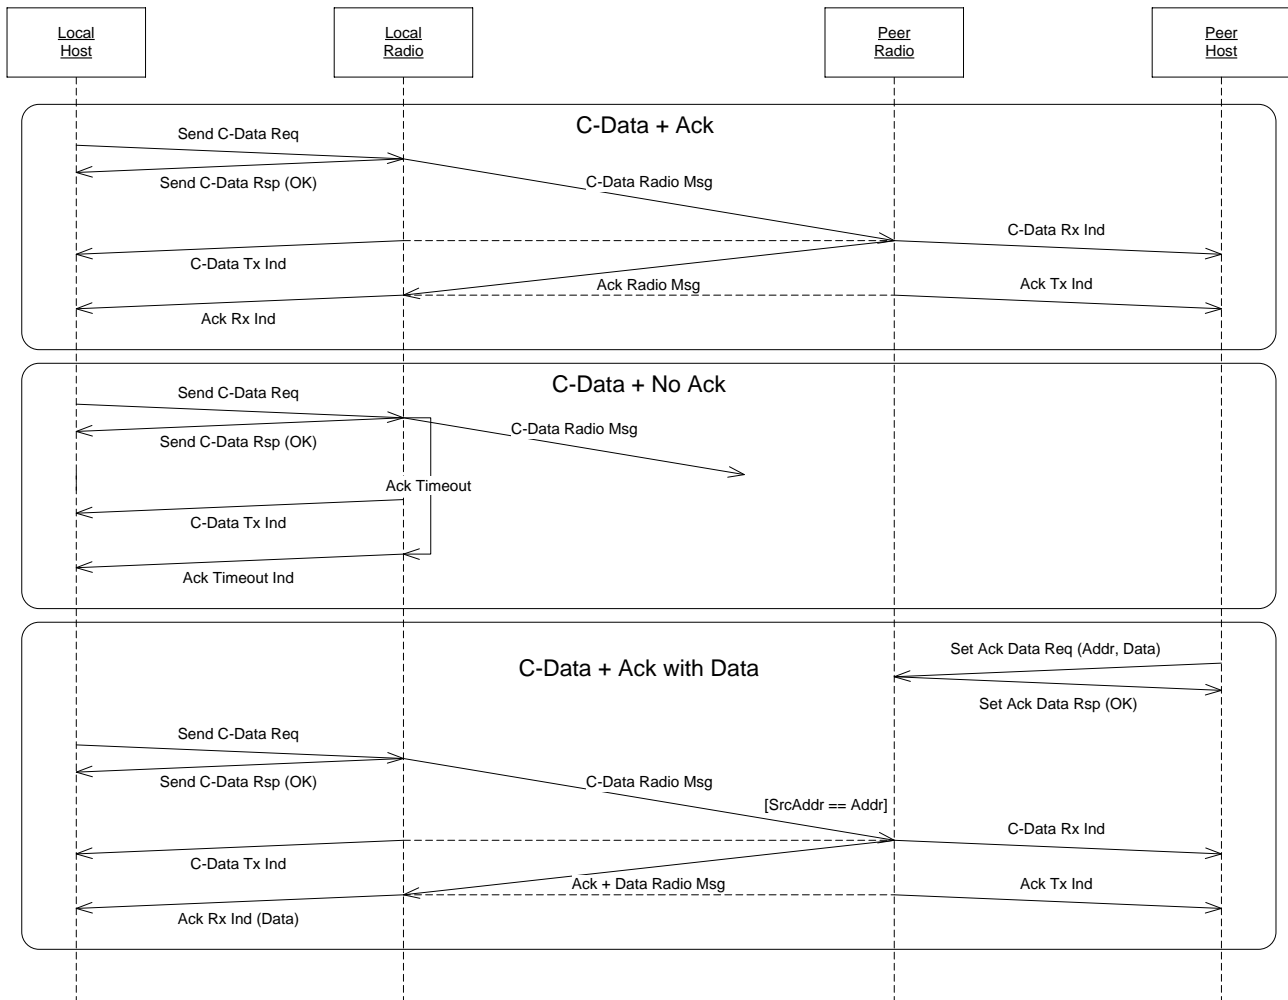 Local
Host
Local
Radio
Peer
Radio
Peer
Host
C-Data + Ack
Send C-Data Req
Send C-Data Rsp (OK)
C-Data Radio Msg
C-Data Rx Ind
C-Data Tx Ind
Ack Radio Msg
Ack Tx Ind
Ack Rx Ind
C-Data + No Ack
Send C-Data Req
C-Data Radio Msg
Send C-Data Rsp (OK)
Ack Timeout
C-Data Tx Ind
Ack Timeout Ind
C-Data + Ack with Data
Set Ack Data Req (Addr, Data)
Set Ack Data Rsp (OK)
Send C-Data Req
Send C-Data Rsp (OK)
C-Data Radio Msg
[SrcAddr == Addr]
C-Data Rx Ind
C-Data Tx Ind
Ack + Data Radio Msg
Ack Tx Ind
Ack Rx Ind (Data)